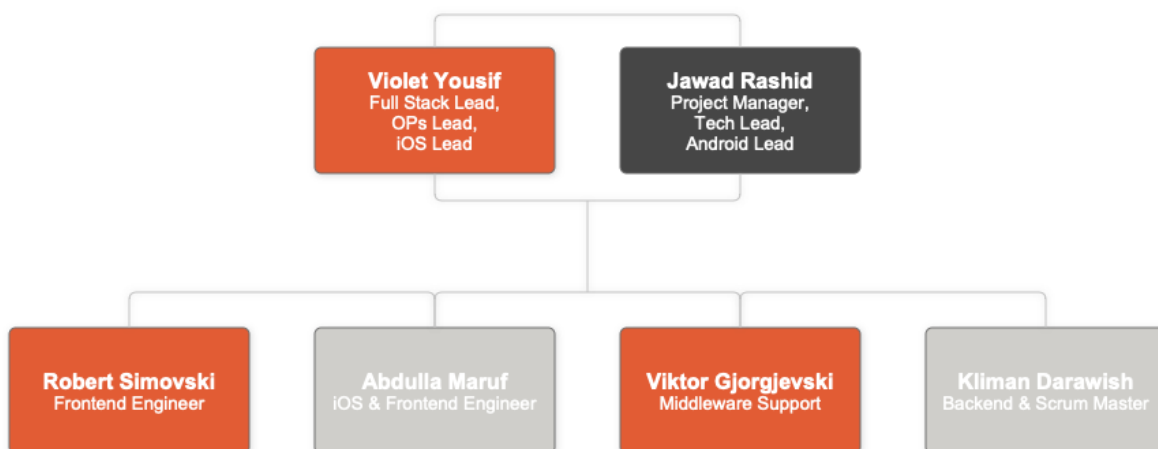 Violet Yousif
Full Stack Lead,
OPs Lead,
iOS Lead
Jawad Rashid
Project Manager,
Tech Lead,
Android Lead
Robert Simovski
Frontend Engineer
Abdulla Maruf
iOS & Frontend Engineer
Viktor Gjorgjevski
Middleware Support
Kliman Darawish
Backend & Scrum Master